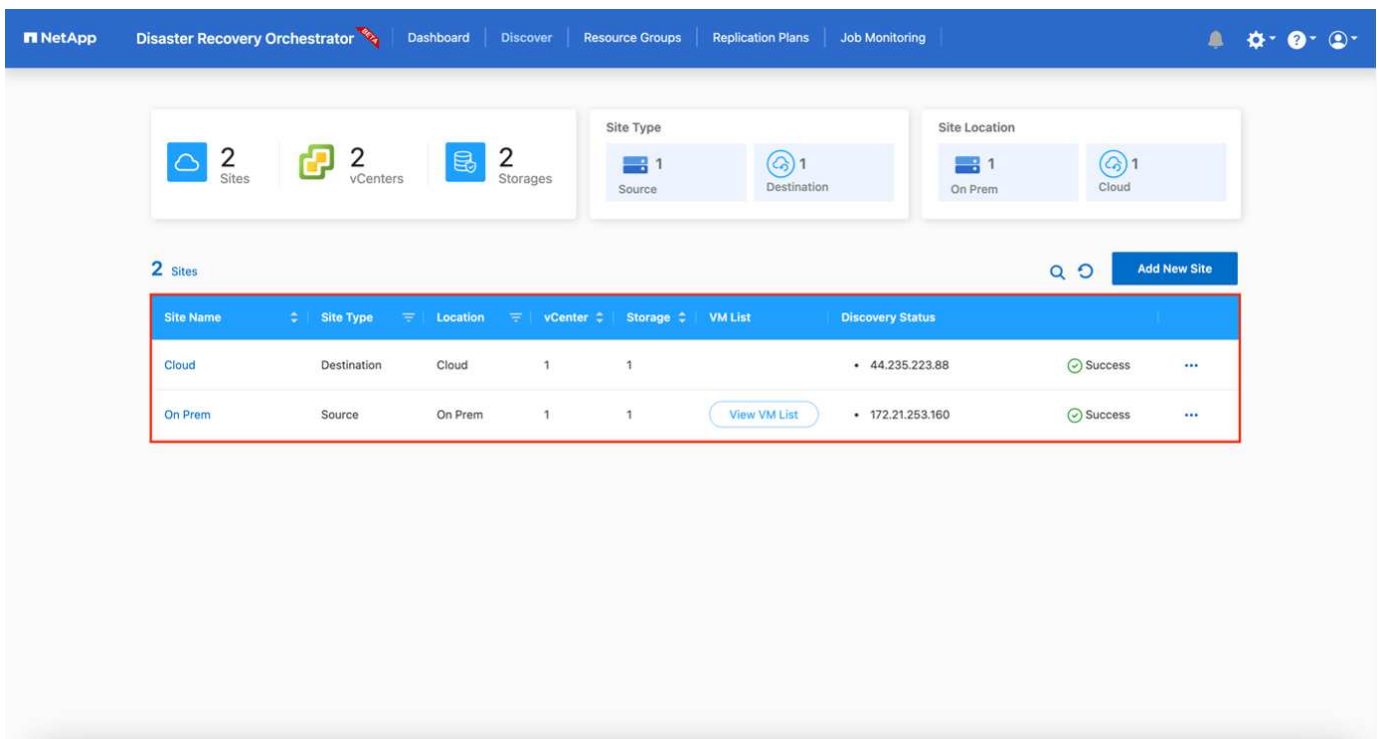 NetApp Disaster Recovery Orchestrator BETA Dashboard Discover Resource Groups Replication Plans Job Monitoring
2 Sites 2 vCenters 2 Storages
Site Type
1 Source 1 Destination
Site Location
1 On Prem 1 Cloud
2 Sites Add New Site
Site Name Site Type Location vCenter Storage VM List Discovery Status
Cloud Destination Cloud 1 1 • 44.235.223.88 Success ...
On Prem Source On Prem 1 1 View VM List • 172.21.253.160 Success ...